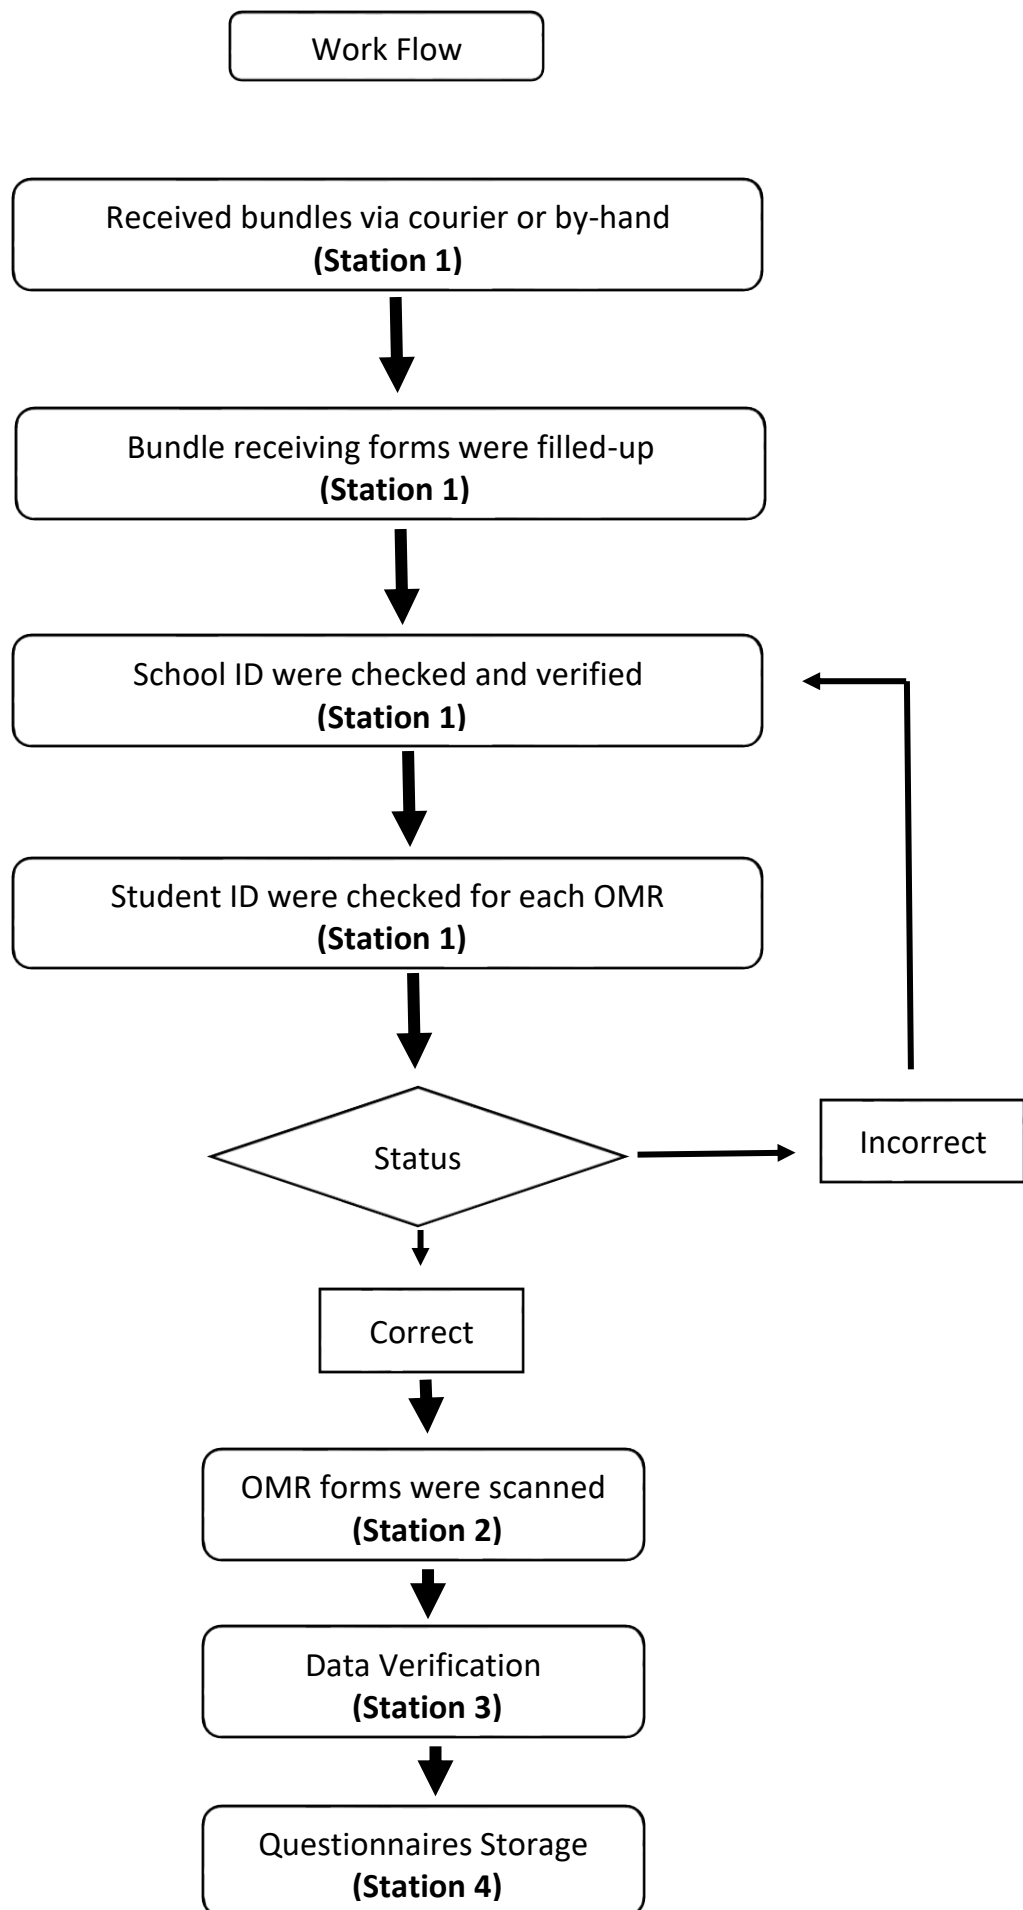 Work Flow
Received bundles via courier or by-hand
(Station 1)
Bundle receiving forms were filled-up
(Station 1)
School ID were checked and verified
(Station 1)
Student ID were checked for each OMR
(Station 1)
Status
Incorrect
Correct
OMR forms were scanned
(Station 2)
Data Verification
(Station 3)
Questionnaires Storage
(Station 4)